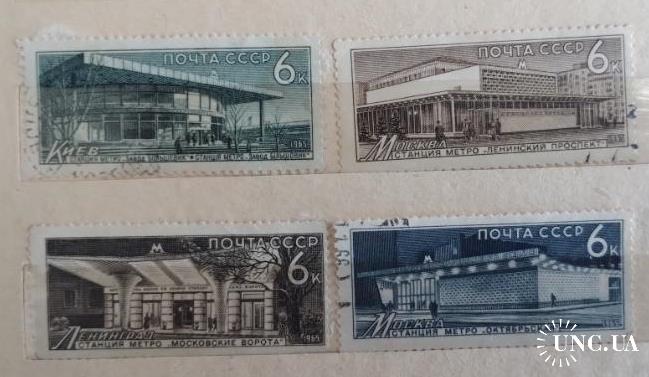 ПОЧТА СССР 6к
КИЕВ 1965
ПОЧТА СССР 6к
М
МОСКВА
СТАНЦИЯ МЕТРО „ЛЕНИНСКИЙ ПРОСПЕКТ"
ПОЧТА СССР 6к
М
ЛЕНИНГРАД 1965
СТАНЦИЯ МЕТРО „МОСКОВСКИЕ ВОРОТА"
ПОЧТА СССР 6к
М
МОСКВА
СТАНЦИЯ МЕТРО
UNC.UA